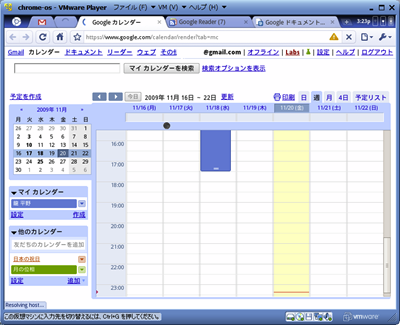 chrome-os - VMware Player ファイル(F) ▾ VM(V) ▾ ヘルプ(H) ▾
Google カレンダー
Google Reader (7)
Google ドキュメント...
3:23p
https://www.google.com/calendar/render?tab=mc
Gmail カレンダー ドキュメント リーダー ウェブ その他
@gmail.com | オフライン | Labs | 設定 | ヘルプ | ログアウト
マイ カレンダーを検索 検索オプションを表示
予定を作成
2009年 11月 16日 – 22日 更新
印刷 日 週 月 4日 予定リスト
2009年 11月
月 火 水 木 金 土 日
26 27 28 29 30 31 1
2 3 4 5 6 7 8
9 10 11 12 13 14 15
16 17 18 19 20 21 22
23 24 25 26 27 28 29
30 1 2 3 4 5 6
11/16 (月) 11/17 (火) 11/18 (水) 11/19 (木) 11/20 (金) 11/21 (土) 11/22 (日)
16:00
17:00
18:00
19:00
20:00
21:00
22:00
23:00
マイ カレンダー
平野
設定 作成
他のカレンダー
友だちのカレンダーを追加
日本の祝日
月の位相
設定 追加
Resolving host...
この仮想マシンに入力先を切り替えるには、Ctrl+G を押してください。
vmware